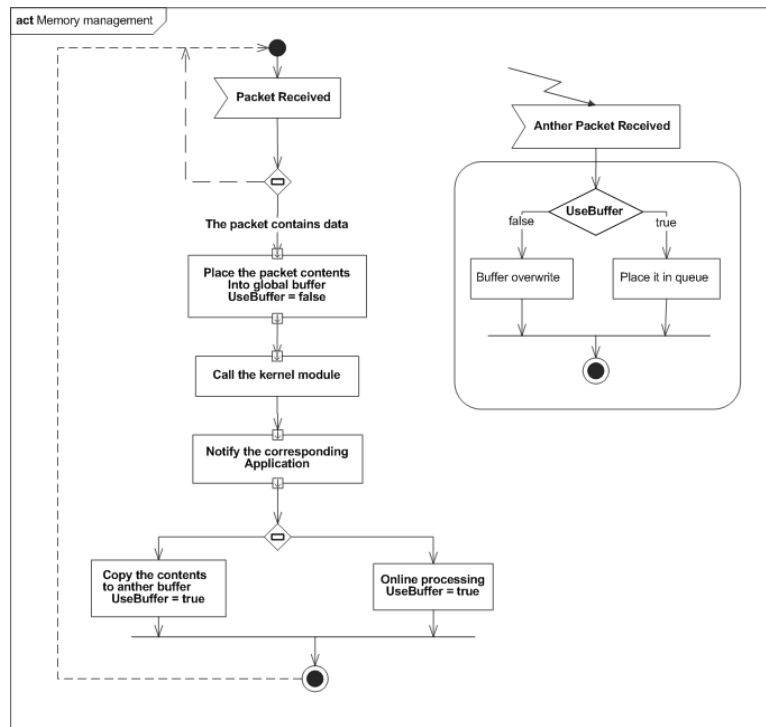 act Memory management
Packet Received
The packet contains data
Place the packet contents
Into global buffer
UseBuffer = false
Call the kernel module
Notify the corresponding
Application
Copy the contents
to anther buffer
UseBuffer = true
Online processing
UseBuffer = true
Anther Packet Received
UseBuffer
false
true
Buffer overwrite
Place it in queue